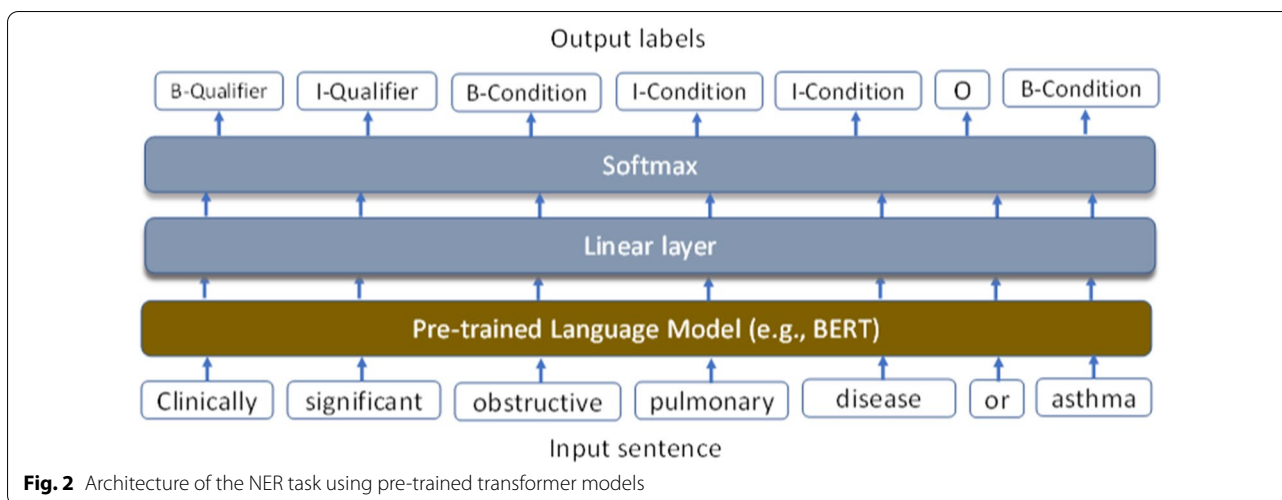 Output labels
B-Qualifier I-Qualifier B-Condition I-Condition I-Condition O B-Condition
Softmax
Linear layer
Pre-trained Language Model (e.g., BERT)
Clinically significant obstructive pulmonary disease or asthma
Input sentence
Fig. 2 Architecture of the NER task using pre-trained transformer models